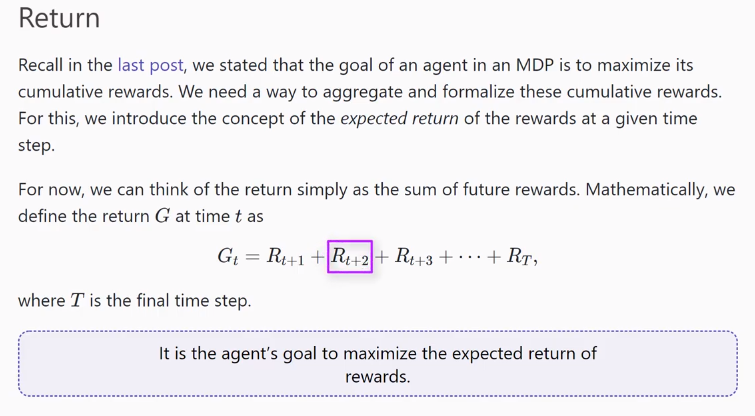 Return
Recall in the last post, we stated that the goal of an agent in an MDP is to maximize its
cumulative rewards. We need a way to aggregate and formalize these cumulative rewards.
For this, we introduce the concept of the expected return of the rewards at a given time
step.
For now, we can think of the return simply as the sum of future rewards. Mathematically, we
define the return G at time t as
G_t = R_{t+1} + R_{t+2} + R_{t+3} + ⋯ + R_T,
where T is the final time step.
It is the agent’s goal to maximize the expected return of
rewards.